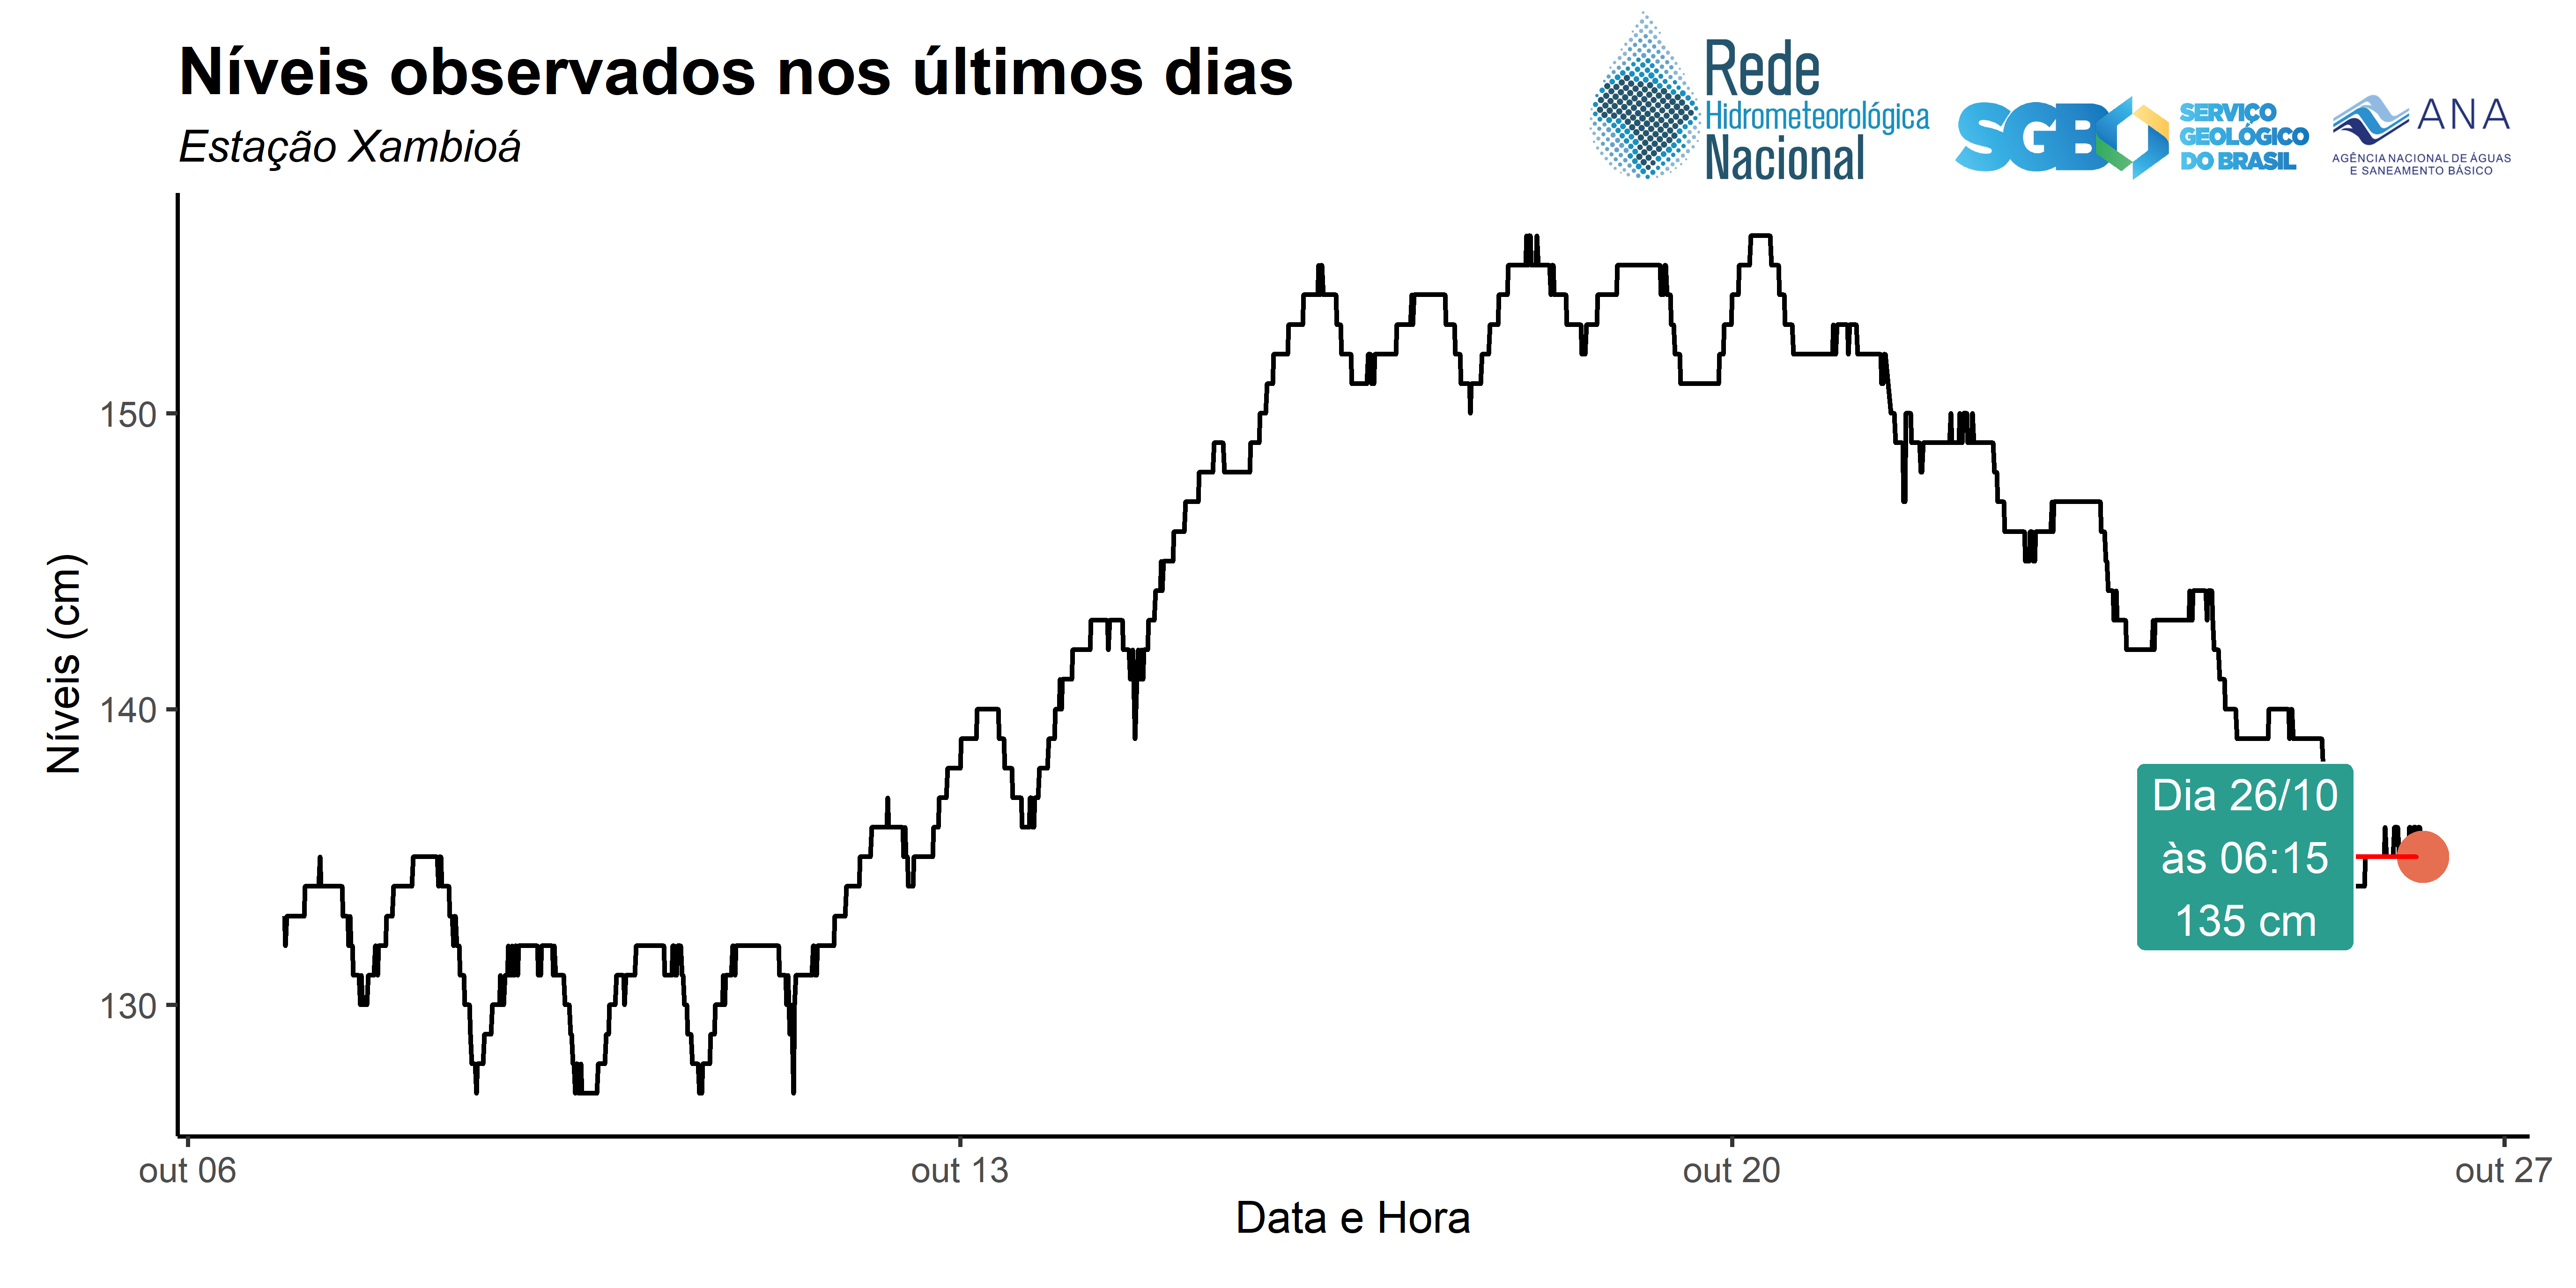 Níveis observados nos últimos dias
Estação Xambioá
Rede
Hidrometeorológica
Nacional
SGB
SERVIÇO
GEOLÓGICO
DO BRASIL
ANA
AGÊNCIA NACIONAL DE ÁGUAS
E SANEAMENTO BÁSICO
Níveis (cm)
150
140
130
Dia 26/10
às 06:15
135 cm
out 06
out 13
out 20
out 27
Data e Hora